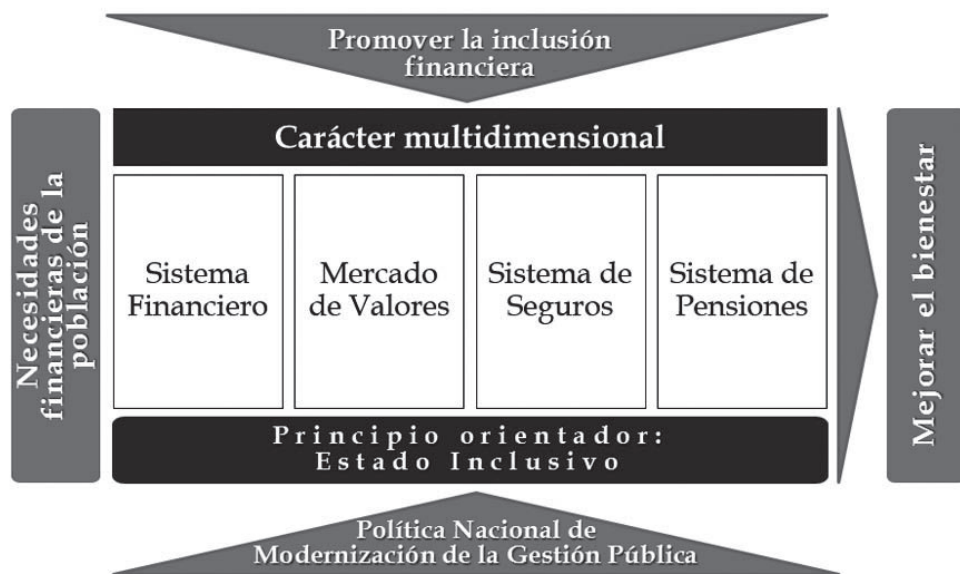 Promover la inclusión
financiera
Necesidades
financieras de la
población
Carácter multidimensional
Sistema
Financiero
Mercado
de Valores
Sistema de
Seguros
Sistema de
Pensiones
Principio orientador:
Estado Inclusivo
Mejorar el bienestar
Política Nacional de
Modernización de la Gestión Pública